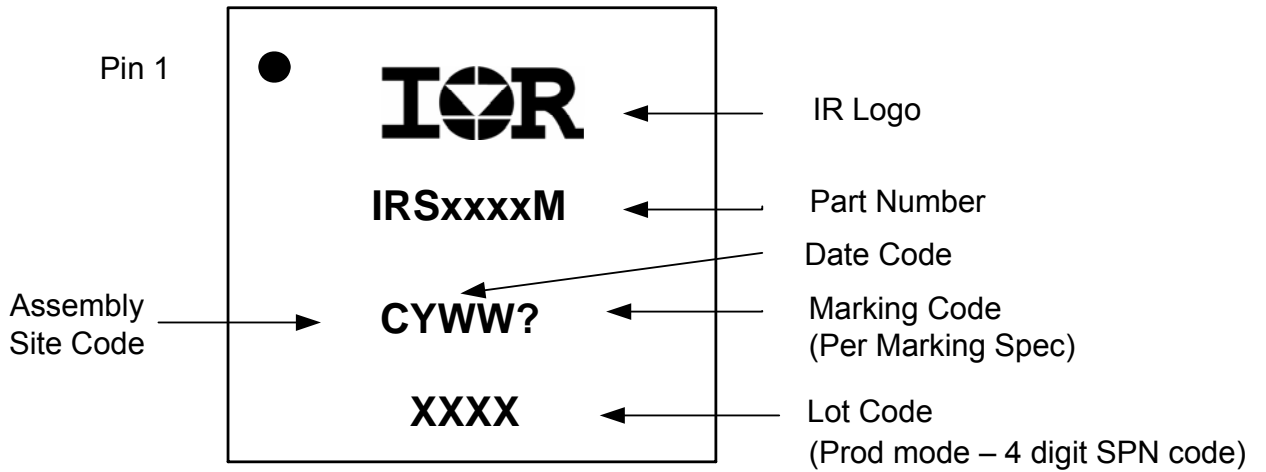 Pin 1
IOR
IR Logo
IRSxxxxM
Part Number
Date Code
Assembly
Site Code
CYWW?
Marking Code
(Per Marking Spec)
XXXX
Lot Code
(Prod mode – 4 digit SPN code)